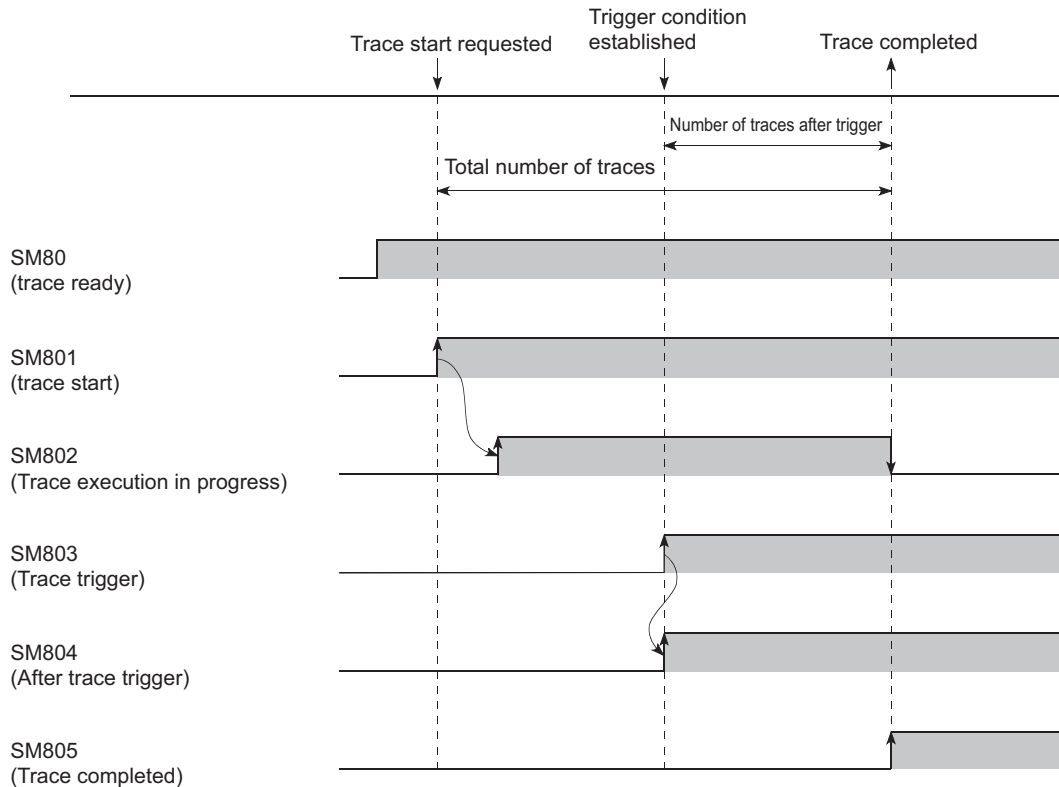 Trace start requested
Trigger condition
established
Trace completed
Number of traces after trigger
Total number of traces
SM80
(trace ready)
SM801
(trace start)
SM802
(Trace execution in progress)
SM803
(Trace trigger)
SM804
(After trace trigger)
SM805
(Trace completed)